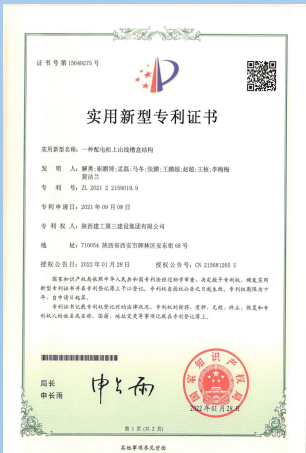 证书号第15649275号
实用新型专利证书
实用新型名称：一种配电柜上出线槽盒结构
发明人：解勇;崔鹏博;孟磊;马冬;张鹏;王鹏超;赵超;王桢;李梅梅
黄洁兰
专利号：ZL 2021 2 2159019.9
专利申请日：2021年09月08日
专利权人：陕西建工第三建设集团有限公司
地址：710054 陕西省西安市碑林区安东街68号
授权公告日：2022年01月28日 授权公告号：CN 215681265 U
国家知识产权局依照中华人民共和国专利法经过初步审查，决定授予专利权，颁发实用
新型专利证书并在专利登记簿上予以登记。专利权自授权公告之日起生效。专利权期限为十
年，自申请日起算。
专利证书记载专利权登记时的法律状况。专利权的转移、质押、无效、终止、恢复和专利
权人的姓名或名称、国籍、地址变更等事项记载在专利登记簿上。
局长
申长雨
申长雨
国家知识产权局
2022年01月28日
第 1 页 (共 2 页)
其他事项参见续页